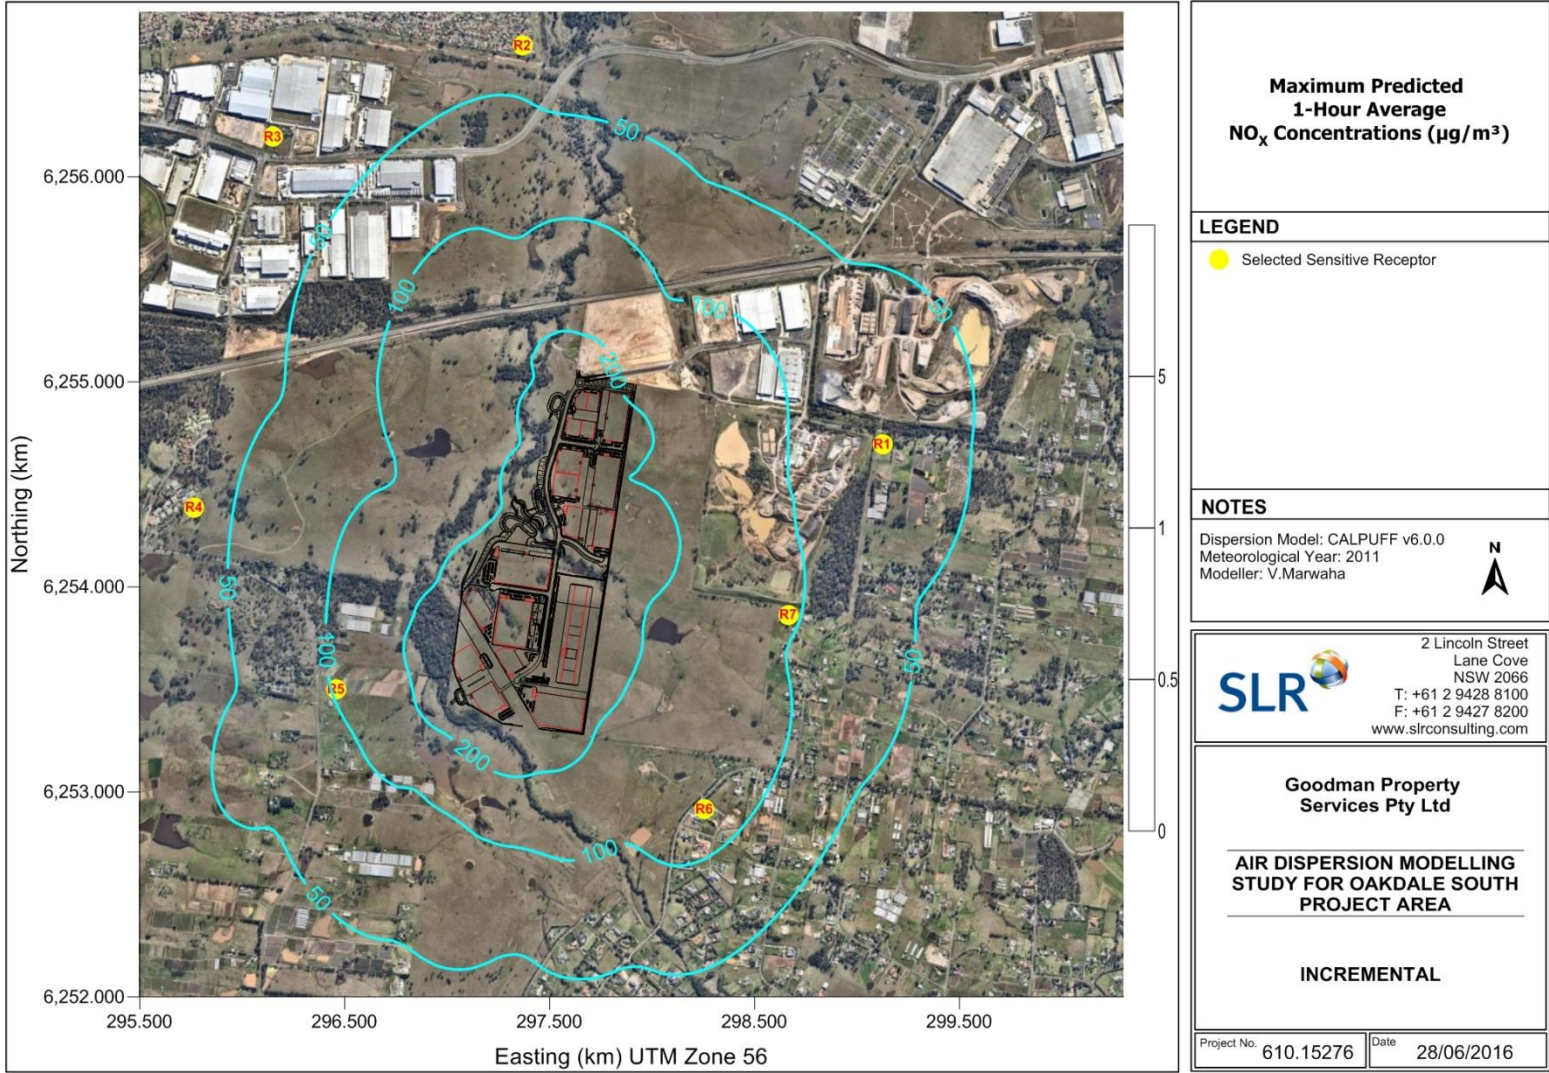 R2
R3
50
6,256.000
50
100
100
50
200
6,255.000
5
R1
R4
1
Northing (km)
6,254.000
50
R7
100
R5
50
0.5
200
6,253.000
R6
0
100
50
6,252.000
295.500
296.500
297.500
298.500
299.500
Easting (km) UTM Zone 56
Maximum Predicted
1-Hour Average
NOX Concentrations (µg/m³)
LEGEND
Selected Sensitive Receptor
NOTES
Dispersion Model: CALPUFF v6.0.0
Meteorological Year: 2011
Modeller: V.Marwaha
N
SLR
2 Lincoln Street
Lane Cove
NSW 2066
T: +61 2 9428 8100
F: +61 2 9427 8200
www.slrconsulting.com
Goodman Property
Services Pty Ltd
AIR DISPERSION MODELLING
STUDY FOR OAKDALE SOUTH
PROJECT AREA
INCREMENTAL
Project No. 610.15276
Date 28/06/2016